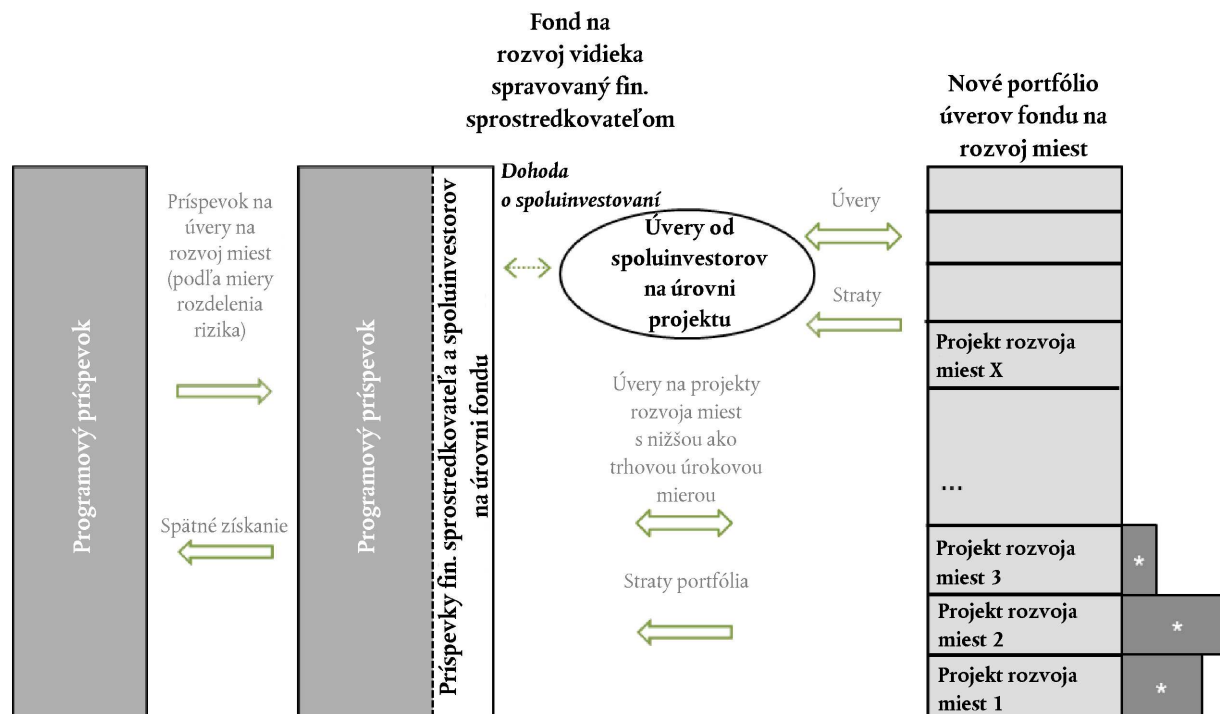 Fond na
rozvoj vidieka
spravovaný fin.
sprostredkovateľom
Nové portfólio
úverov fondu na
rozvoj miest
Programový príspevok
Príspevok na
úvery na
rozvoj miest
(podľa miery
rozdelenia
rizika)
Spätné získanie
Programový príspevok
Príspevky fin. sprostredkovateľa a spoluinvestorov
na úrovni fondu
Dohoda
o spoluinvestovaní
Úvery od
spoluinvestorov
na úrovni
projektu
Úvery
Straty
Úvery na projekty
rozvoja miest
s nižšou ako
trhovou úrokovou
mierou
Straty portfólia
Projekt rozvoja
miest X
...
Projekt rozvoja
miest 3
*
Projekt rozvoja
miest 2
*
Projekt rozvoja
miest 1
*